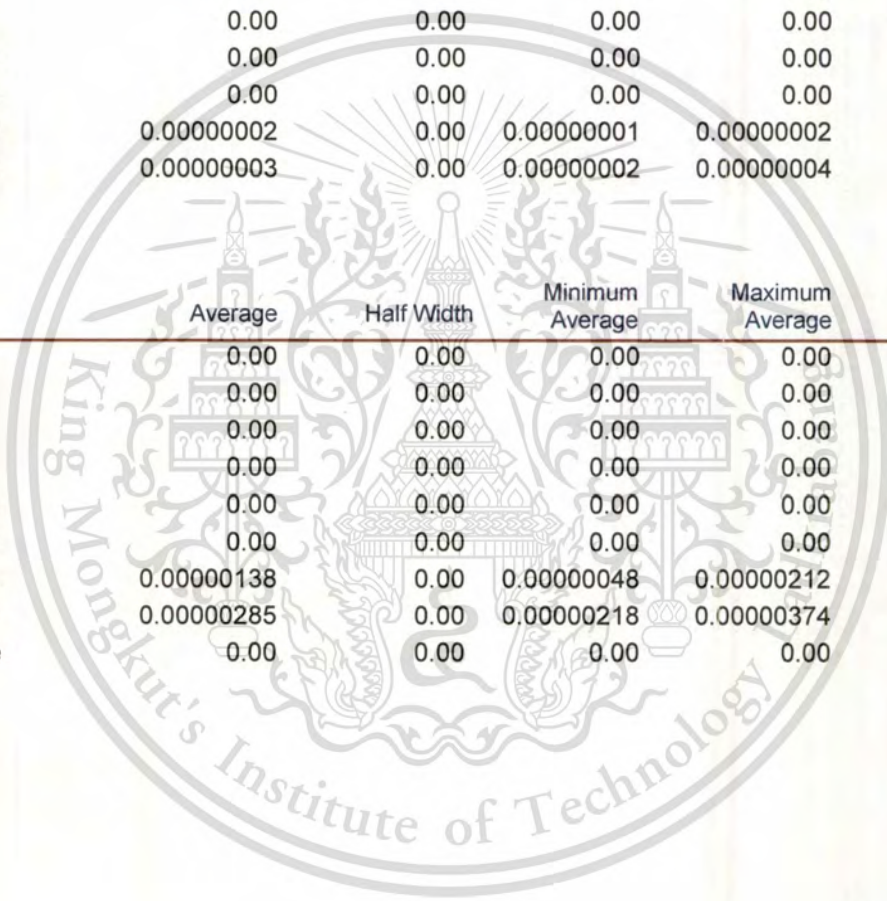 0.00 0.00 0.00 0.00
0.00 0.00 0.00 0.00
0.00 0.00 0.00 0.00
0.00000002 0.00 0.00000001 0.00000002
0.00000003 0.00 0.00000002 0.00000004
Average Half Width Minimum Average Maximum Average
0.00 0.00 0.00 0.00
0.00 0.00 0.00 0.00
0.00 0.00 0.00 0.00
0.00 0.00 0.00 0.00
0.00 0.00 0.00 0.00
0.00 0.00 0.00 0.00
0.00000138 0.00 0.00000048 0.00000212
0.00000285 0.00 0.00000218 0.00000374
0.00 0.00 0.00 0.00
King Mongkut's Institute of Technology